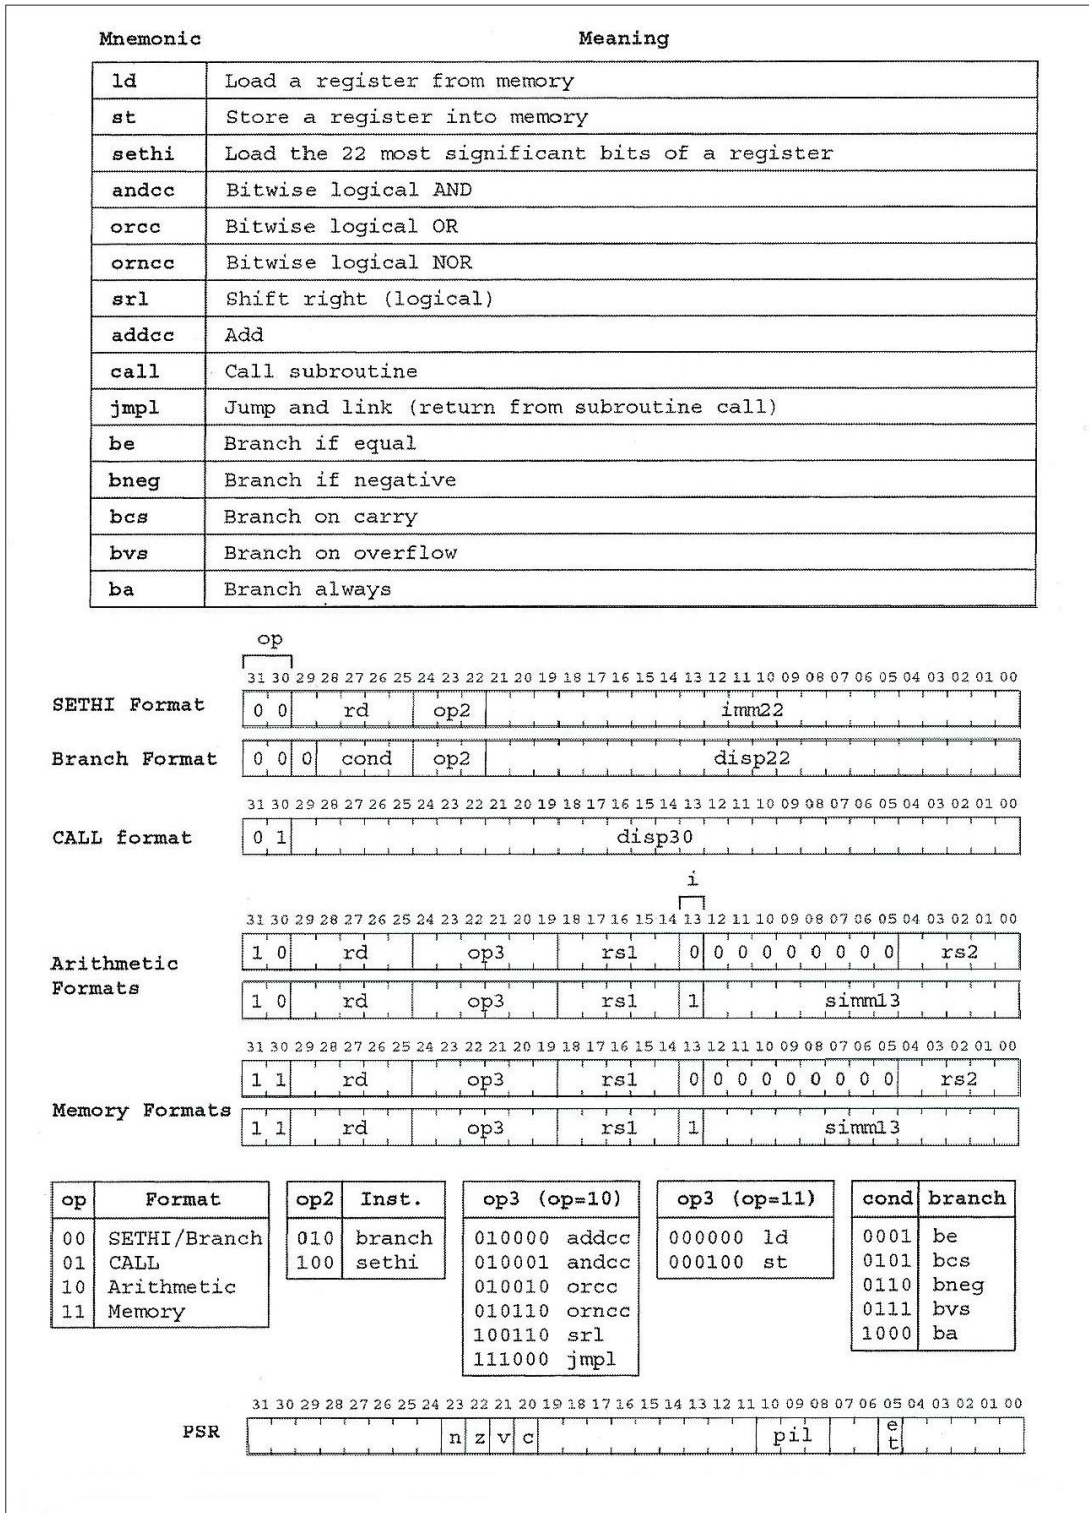 Mnemonic Meaning
ld Load a register from memory
st Store a register into memory
sethi Load the 22 most significant bits of a register
andcc Bitwise logical AND
orcc Bitwise logical OR
orncc Bitwise logical NOR
srl Shift right (logical)
addcc Add
call Call subroutine
jmpl Jump and link (return from subroutine call)
be Branch if equal
bneg Branch if negative
bcs Branch on carry
bvs Branch on overflow
ba Branch always
op
31 30 29 28 27 26 25 24 23 22 21 20 19 18 17 16 15 14 13 12 11 10 09 08 07 06 05 04 03 02 01 00
SETHI Format 0 0 rd op2 imm22
Branch Format 0 0 0 cond op2 disp22
31 30 29 28 27 26 25 24 23 22 21 20 19 18 17 16 15 14 13 12 11 10 09 08 07 06 05 04 03 02 01 00
CALL format 0 1 disp30
i
31 30 29 28 27 26 25 24 23 22 21 20 19 18 17 16 15 14 13 12 11 10 09 08 07 06 05 04 03 02 01 00
Arithmetic Formats
1 0 rd op3 rs1 0 0 0 0 0 0 0 0 0 rs2
1 0 rd op3 rs1 1 simm13
31 30 29 28 27 26 25 24 23 22 21 20 19 18 17 16 15 14 13 12 11 10 09 08 07 06 05 04 03 02 01 00
Memory Formats
1 1 rd op3 rs1 0 0 0 0 0 0 0 0 0 rs2
1 1 rd op3 rs1 1 simm13
op Format
00 SETHI/Branch
01 CALL
10 Arithmetic
11 Memory
op2 Inst.
010 branch
100 sethi
op3 (op=10)
010000 addcc
010001 andcc
010010 orcc
010110 orncc
100110 srl
111000 jmpl
op3 (op=11)
000000 ld
000100 st
cond branch
0001 be
0101 bcs
0110 bneg
0111 bvs
1000 ba
31 30 29 28 27 26 25 24 23 22 21 20 19 18 17 16 15 14 13 12 11 10 09 08 07 06 05 04 03 02 01 00
PSR n z v c pil et